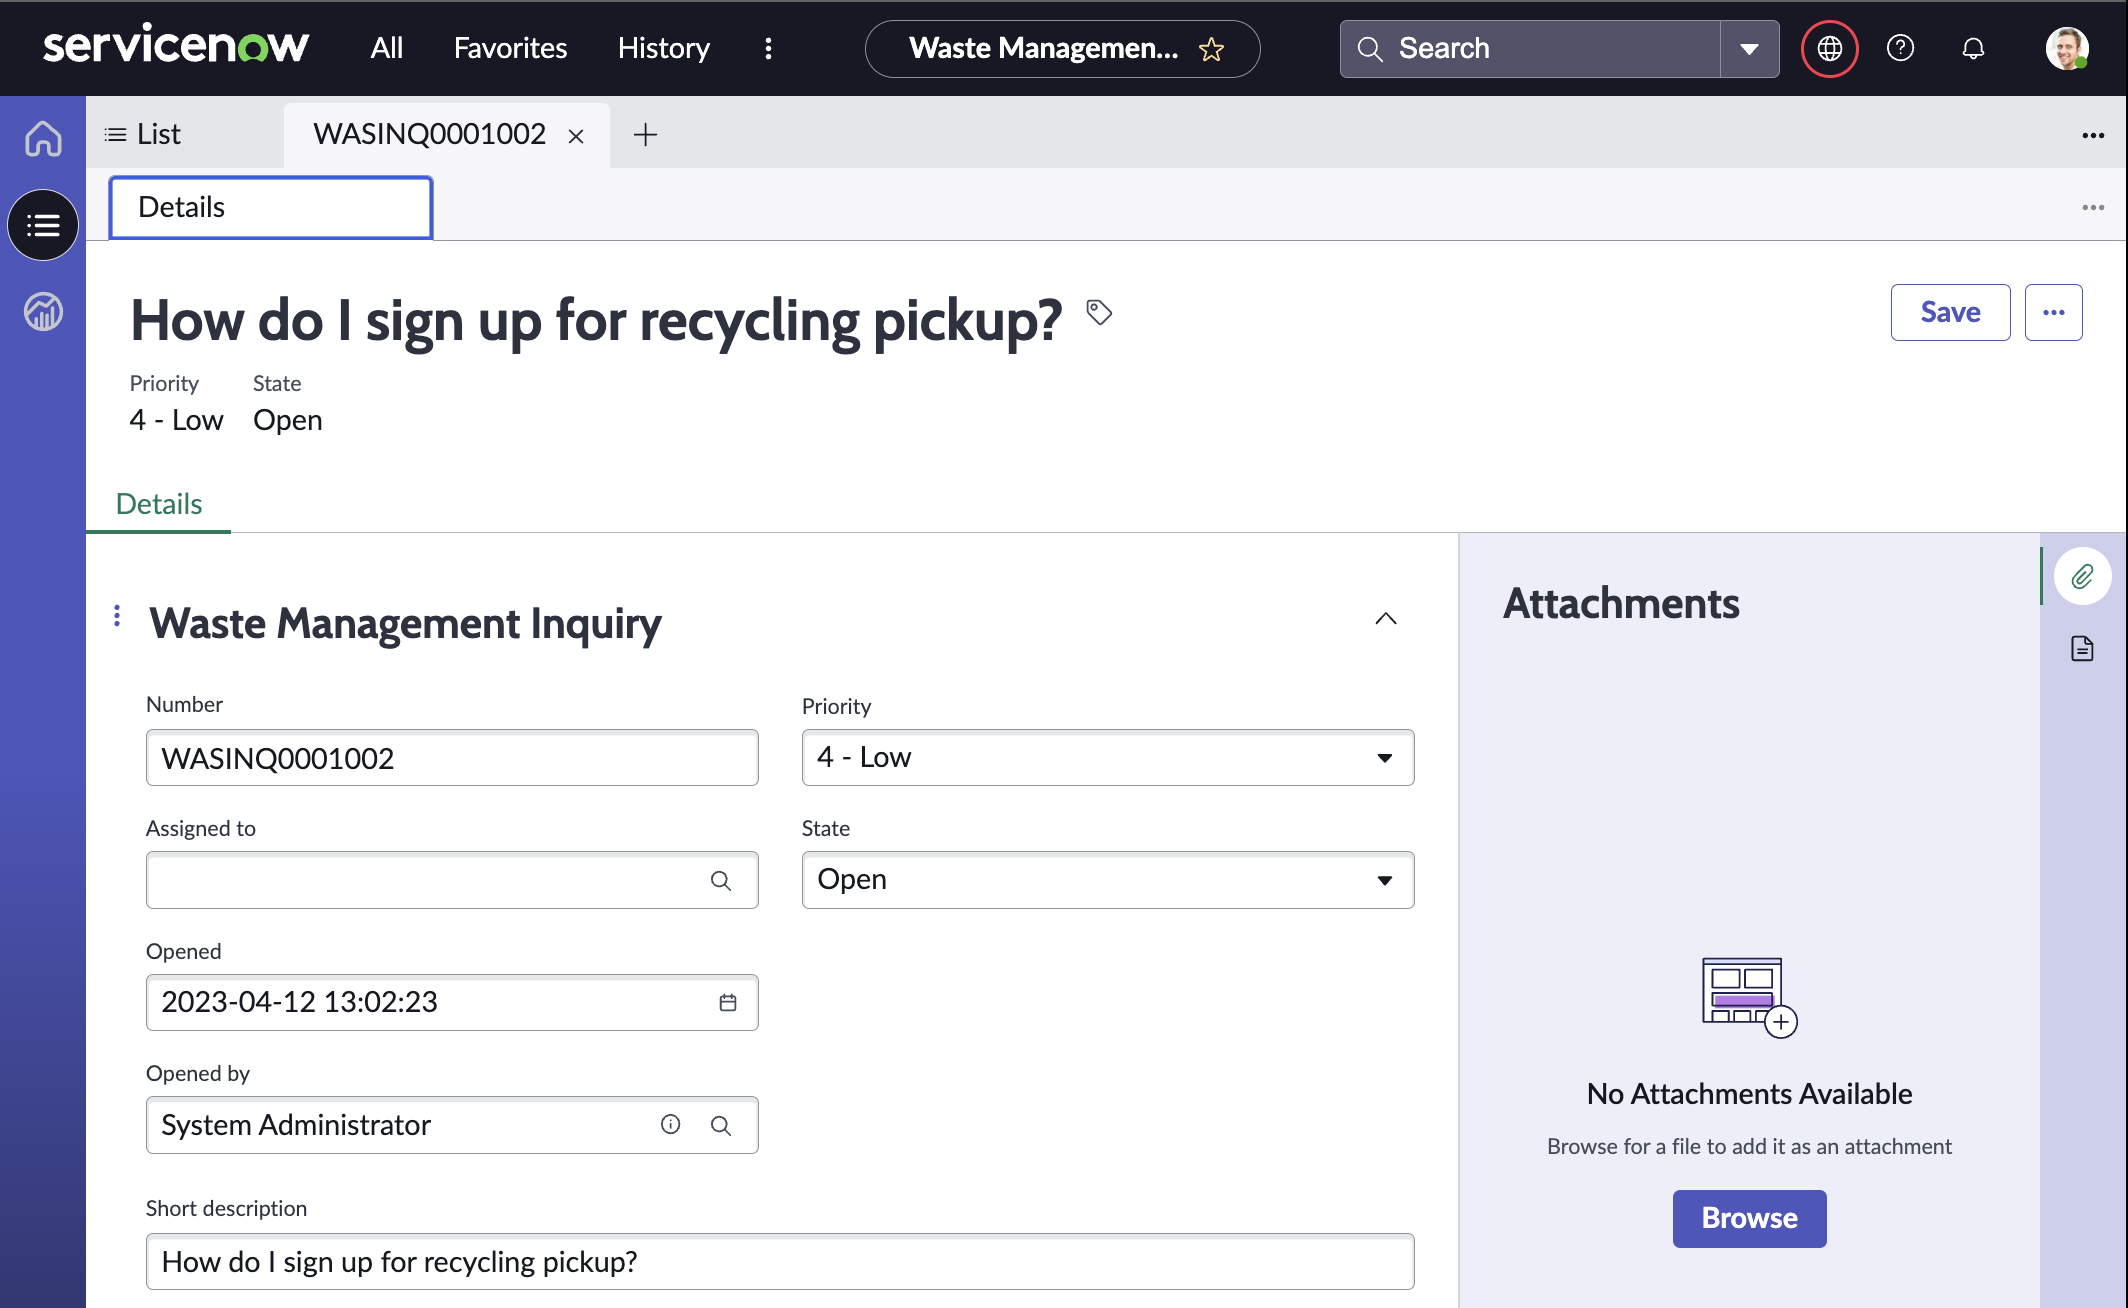 servicenow
All
Favorites
History
Waste Managemen...
Search
List
WASINQ0001002
Details
How do I sign up for recycling pickup?
Save
Priority
State
4 - Low
Open
Details
Waste Management Inquiry
Number
WASINQ0001002
Priority
4 - Low
Assigned to
State
Open
Opened
2023-04-12 13:02:23
Opened by
System Administrator
Short description
How do I sign up for recycling pickup?
Attachments
No Attachments Available
Browse for a file to add it as an attachment
Browse